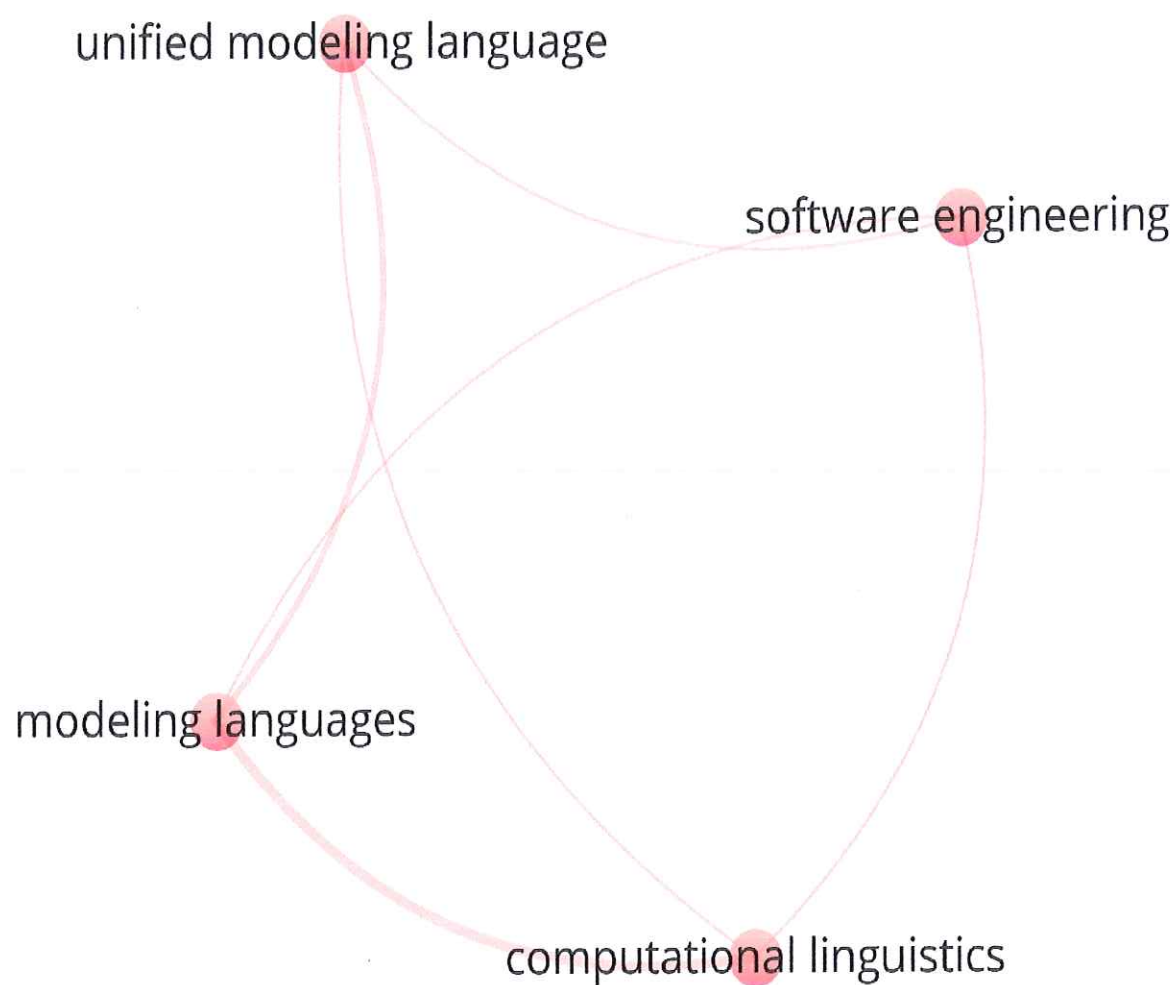 unified modeling language
software engineering
modeling languages
computational linguistics